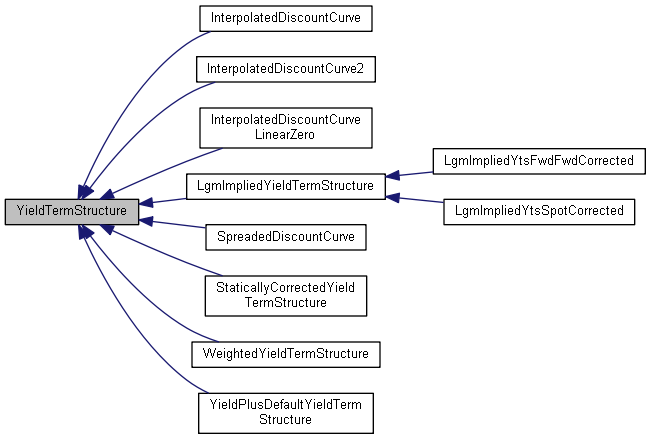 InterpolatedDiscountCurve
InterpolatedDiscountCurve2
InterpolatedDiscountCurve
LinearZero
LgmImpliedYtsFwdFwdCorrected
LgmImpliedYieldTermStructure
YieldTermStructure
LgmImpliedYtsSpotCorrected
SpreadedDiscountCurve
StaticallyCorrectedYield
TermStructure
WeightedYieldTermStructure
YieldPlusDefaultYieldTerm
Structure